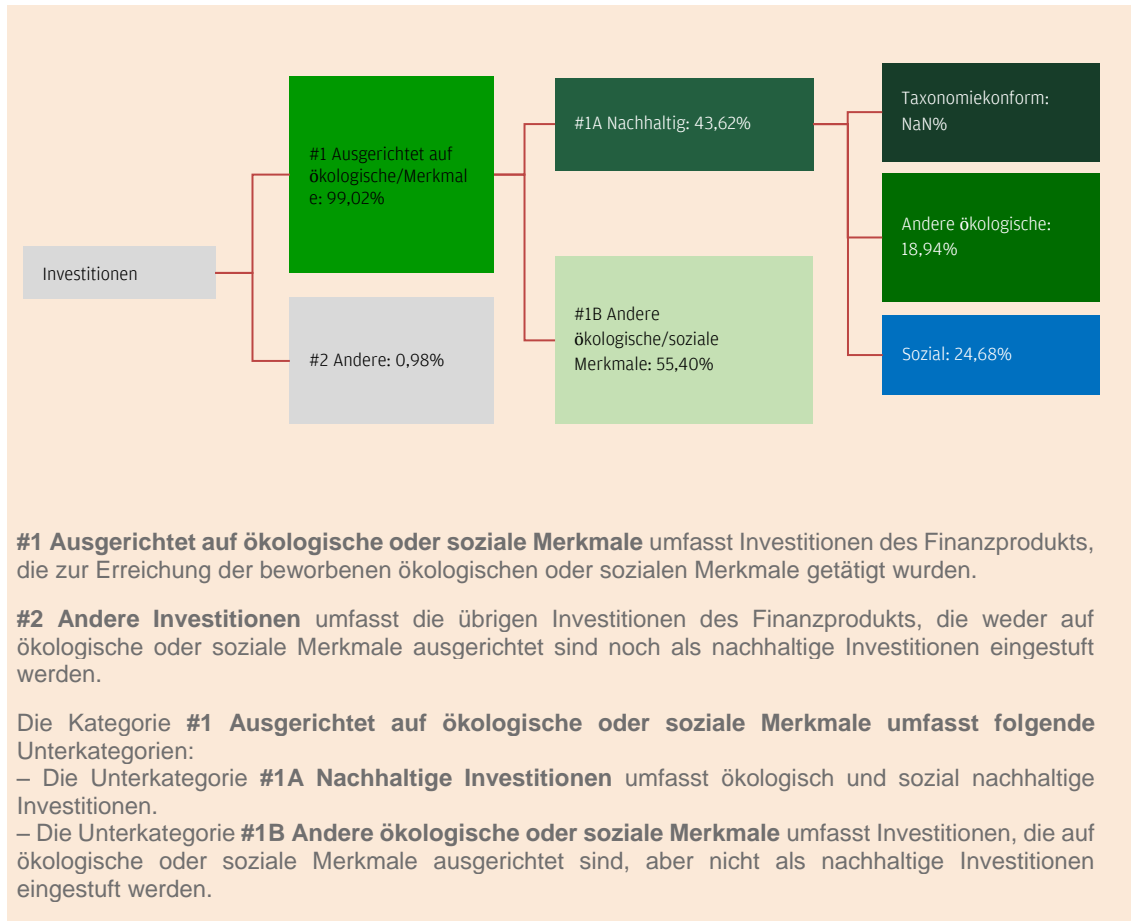 Taxonomiekonform:
NaN%
#1A Nachhaltig: 43,62%
#1 Ausgerichtet auf
ökologische/Merkmal
e: 99,02%
Andere ökologische:
18,94%
Investitionen
#1B Andere
ökologische/soziale
Merkmale: 55,40%
#2 Andere: 0,98%
Sozial: 24,68%
#1 Ausgerichtet auf ökologische oder soziale Merkmale umfasst Investitionen des Finanzprodukts,
die zur Erreichung der beworbenen ökologischen oder sozialen Merkmale getätigt wurden.
#2 Andere Investitionen umfasst die übrigen Investitionen des Finanzprodukts, die weder auf
ökologische oder soziale Merkmale ausgerichtet sind noch als nachhaltige Investitionen eingestuft
werden.
Die Kategorie #1 Ausgerichtet auf ökologische oder soziale Merkmale umfasst folgende
Unterkategorien:
– Die Unterkategorie #1A Nachhaltige Investitionen umfasst ökologisch und sozial nachhaltige
Investitionen.
– Die Unterkategorie #1B Andere ökologische oder soziale Merkmale umfasst Investitionen, die auf
ökologische oder soziale Merkmale ausgerichtet sind, aber nicht als nachhaltige Investitionen
eingestuft werden.